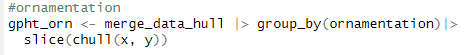 #ornamentation
gpht_orn <- merge_data_hull |> group_by(ornamentation)|>
  slice(chull(x, y))